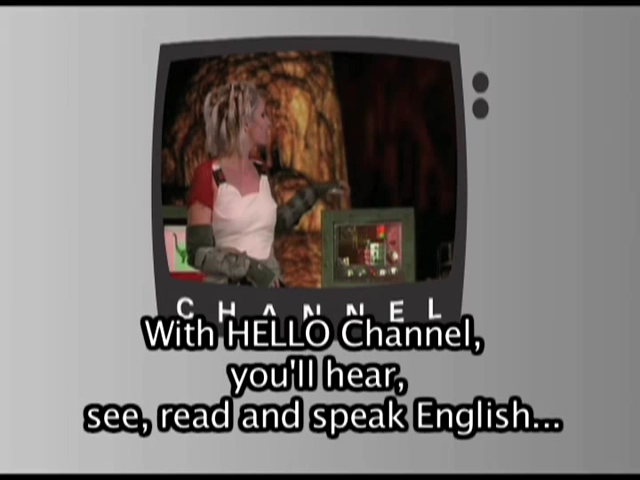 CHANNEL
With HELLO Channel,
you'll hear,
see, read and speak English...